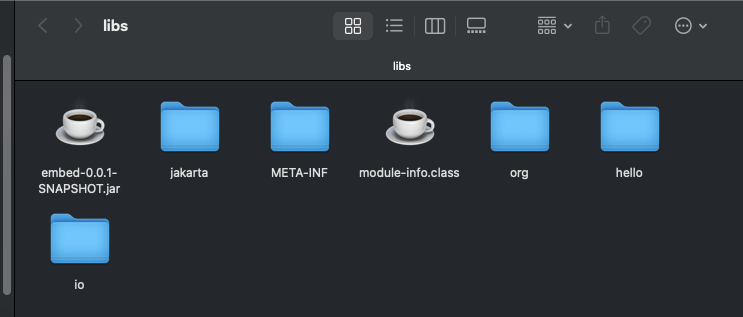 libs
libs
embed-0.0.1-
SNAPSHOT.jar
jakarta
META-INF
module-info.class
org
hello
io